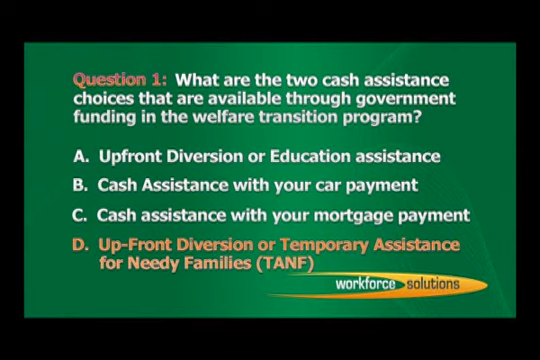 Question 1: What are the two cash assistance
choices that are available through government
funding in the welfare transition program?
A. Upfront Diversion or Education assistance
B. Cash Assistance with your car payment
C. Cash assistance with your mortgage payment
D. Up-Front Diversion or Temporary Assistance
for Needy Families (TANF)
workforce solutions